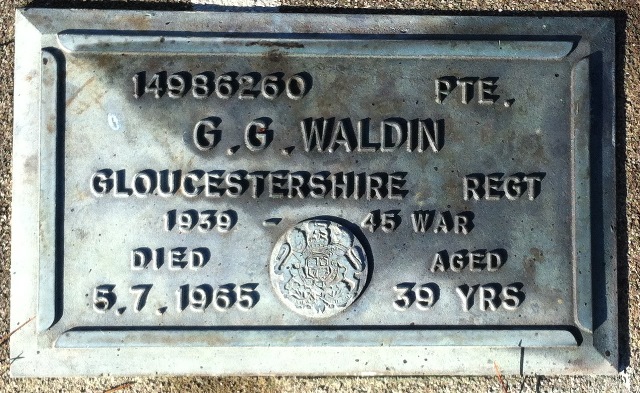 14986260 PTE.
G. G. WALDIN
GLOUCESTERSHIRE REGT
1939 - 45 WAR
DIED AGED
5.7.1965 39 YRS